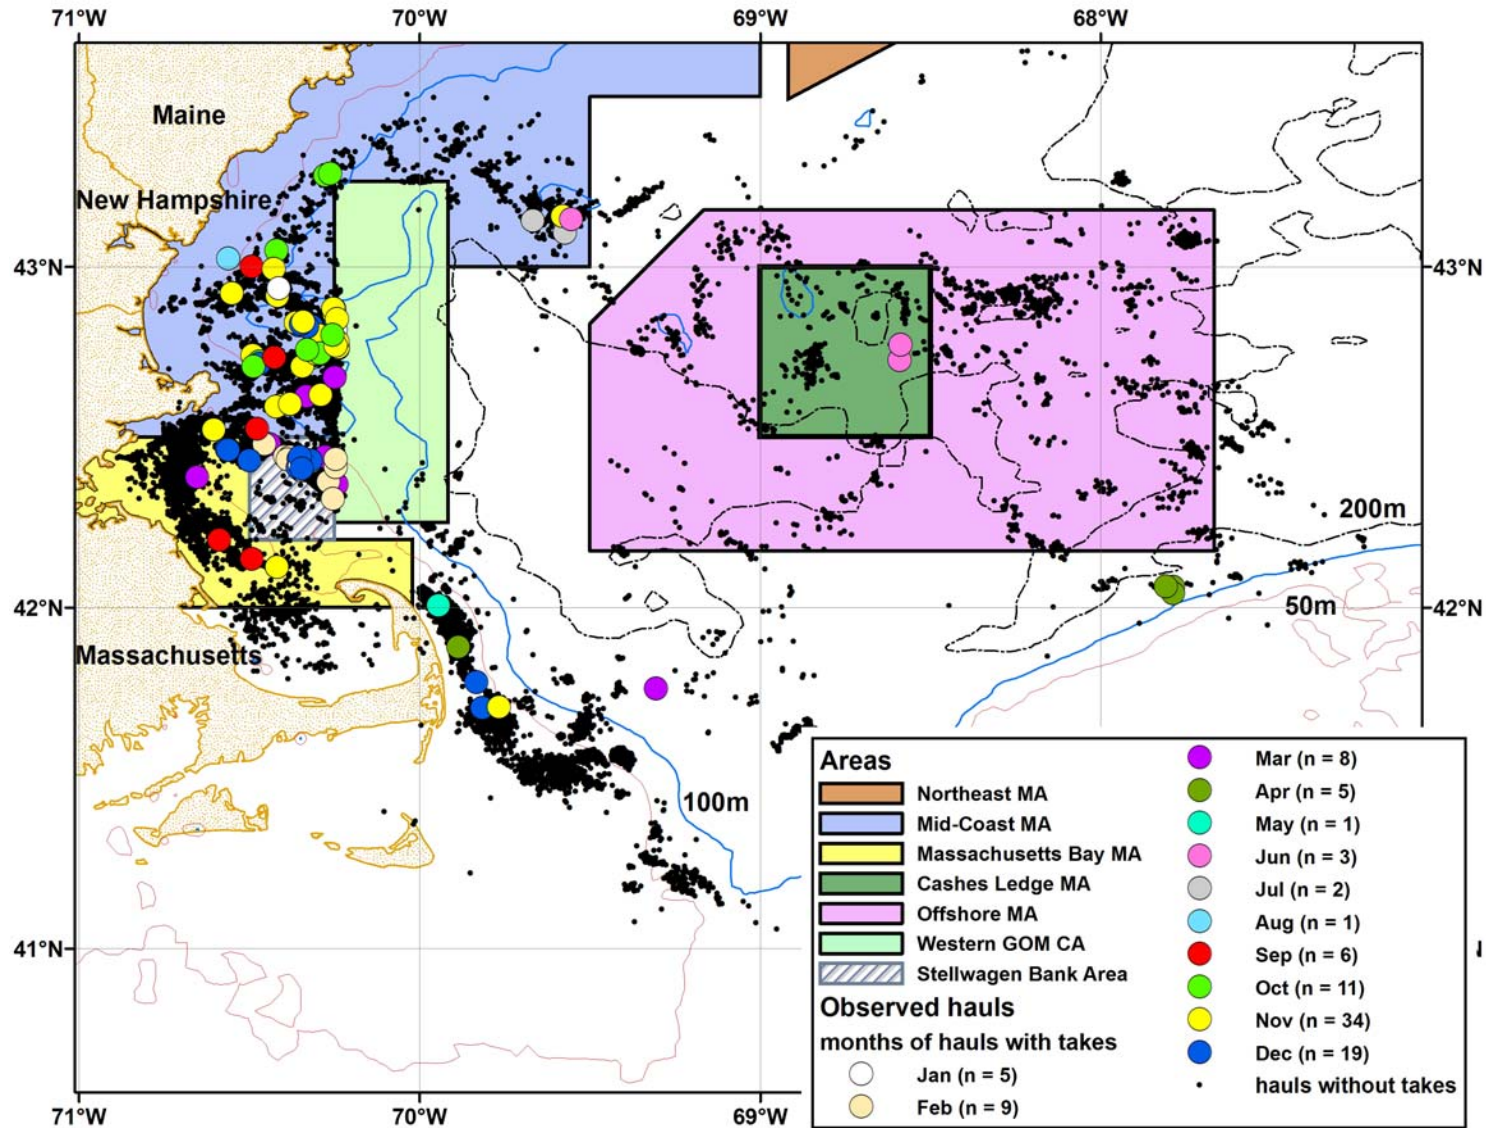 71°W 70°W 69°W 68°W
Maine
New Hampshire
43°N 43°N
200m
42°N 50m 42°N
Massachusetts
100m
41°N
71°W 70°W 69°W
Areas
Northeast MA
Mid-Coast MA
Massachusetts Bay MA
Cashes Ledge MA
Offshore MA
Western GOM CA
Stellwagen Bank Area
Observed hauls
months of hauls with takes
Jan (n = 5)
Feb (n = 9)
Mar (n = 8)
Apr (n = 5)
May (n = 1)
Jun (n = 3)
Jul (n = 2)
Aug (n = 1)
Sep (n = 6)
Oct (n = 11)
Nov (n = 34)
Dec (n = 19)
hauls without takes